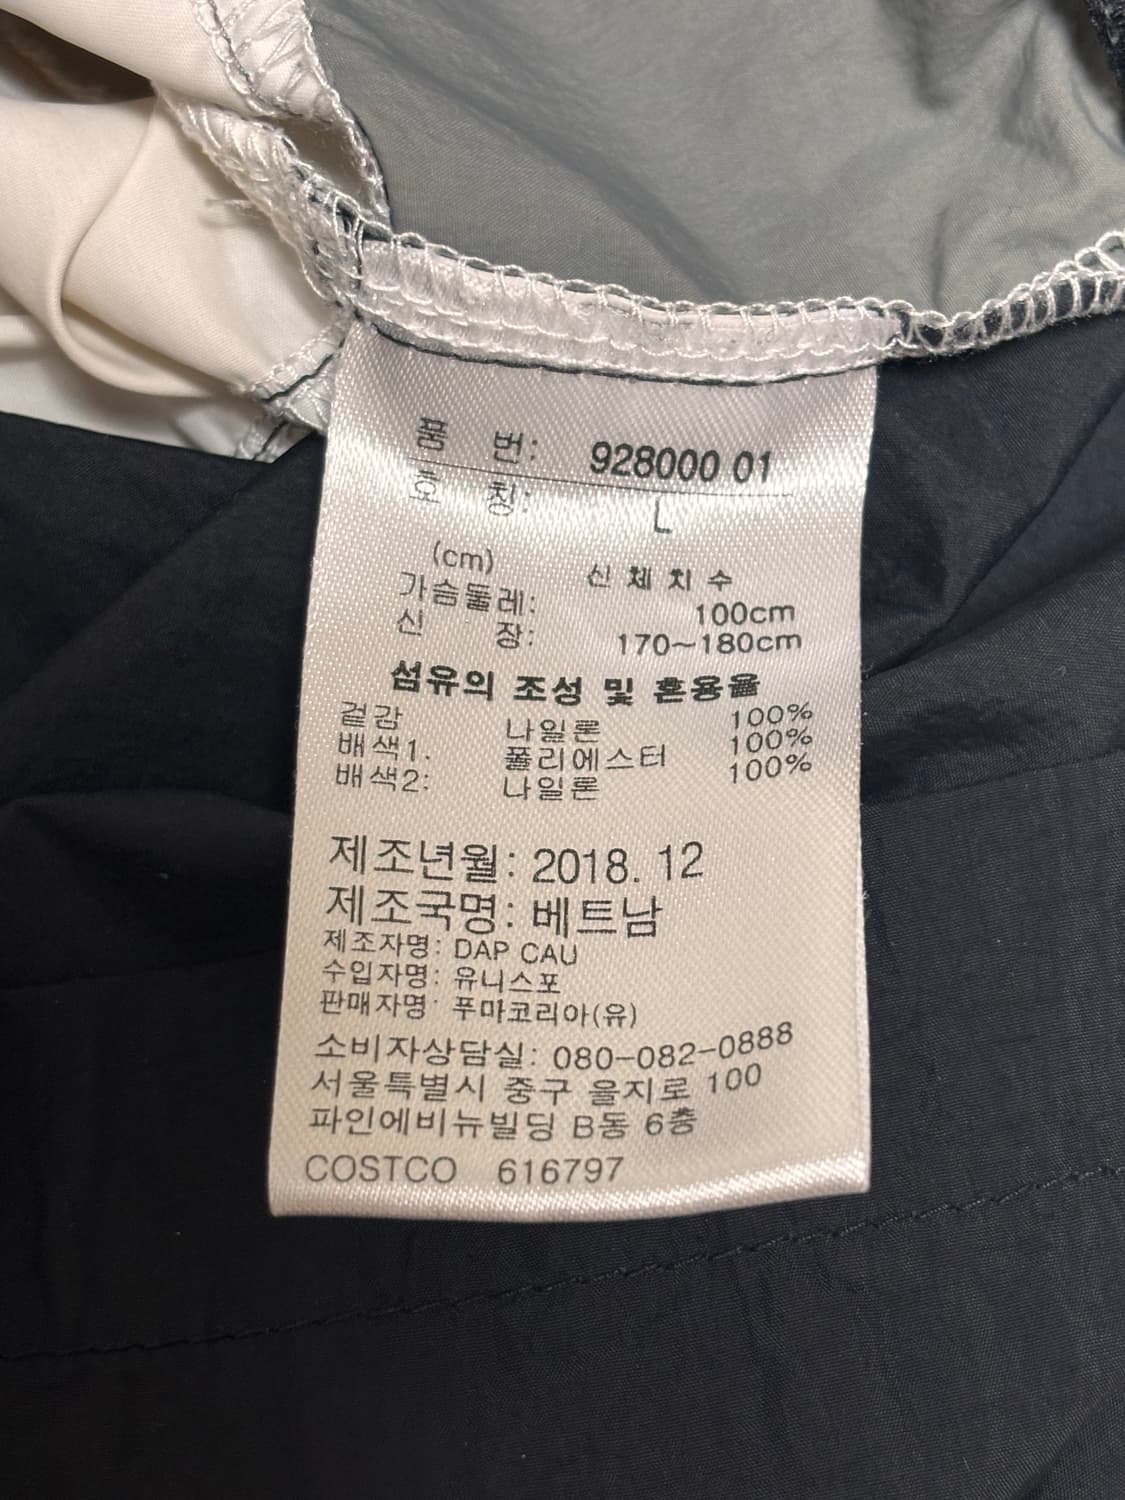 품 번: 928000 01
호 칭: L
(cm) 신 체 치 수
가슴둘레: 100cm
신 장: 170~180cm
섬유의 조성 및 혼용율
겉감 나일론 100%
배색1. 폴리에스터 100%
배색2: 나일론 100%
제조년월: 2018. 12
제조국명: 베트남
제조자명: DAP CAU
수입자명: 유니스포
판매자명: 푸마코리아(유)
소비자상담실: 080-082-0888
서울특별시 중구 을지로 100
파인에비뉴빌딩 B동 6층
COSTCO 616797